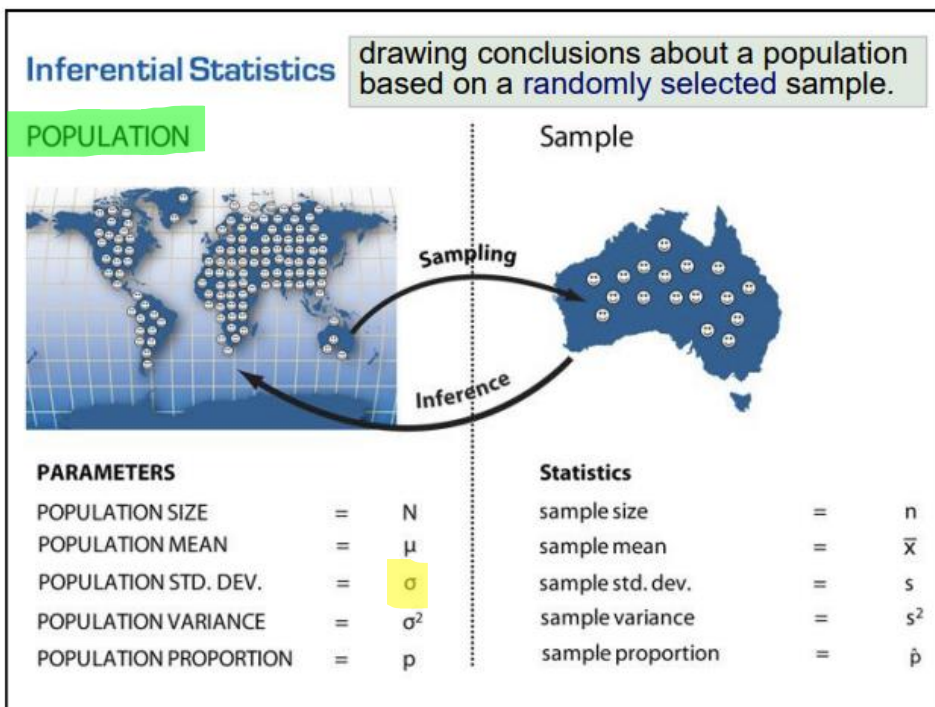 Inferential Statistics
drawing conclusions about a population
based on a randomly selected sample.
POPULATION
Sample
Sampling
Inference
PARAMETERS
POPULATION SIZE = N
POPULATION MEAN = μ
POPULATION STD. DEV. = σ
POPULATION VARIANCE = σ²
POPULATION PROPORTION = p
Statistics
sample size = n
sample mean = x̅
sample std. dev. = s
sample variance = s²
sample proportion = p̂